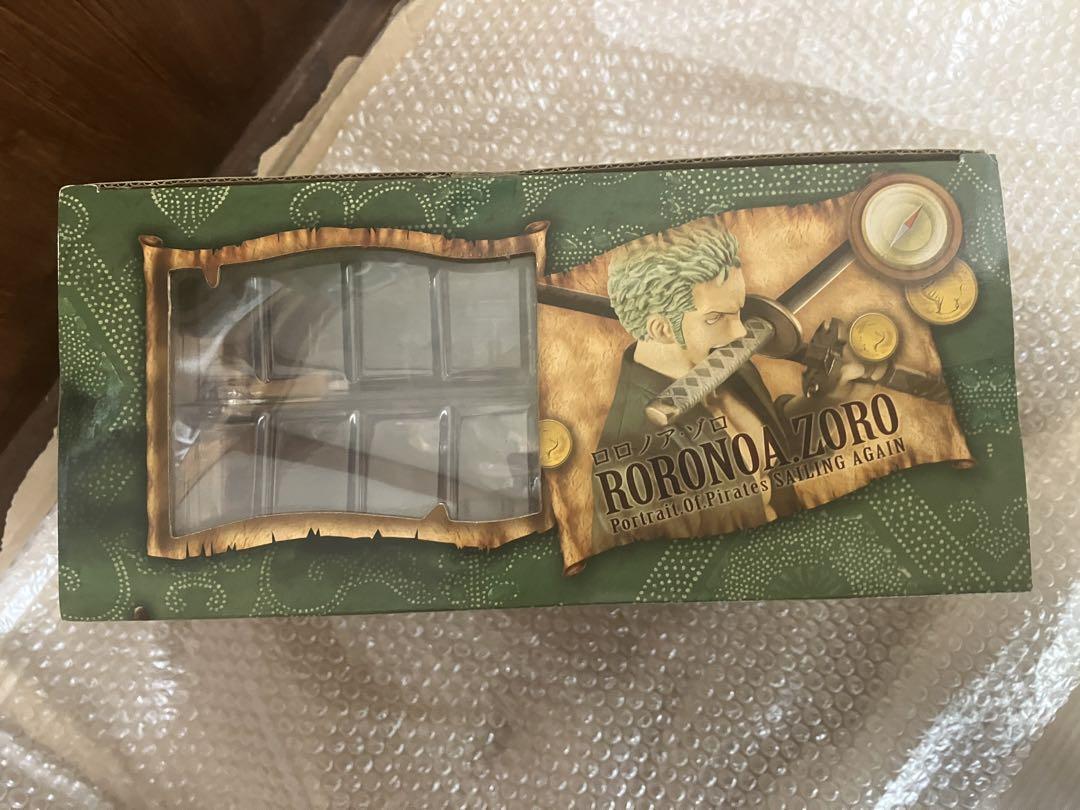 ロロノア・ゾロ
RORONOA.ZORO
Portrait.Of.Pirates SAILING AGAIN